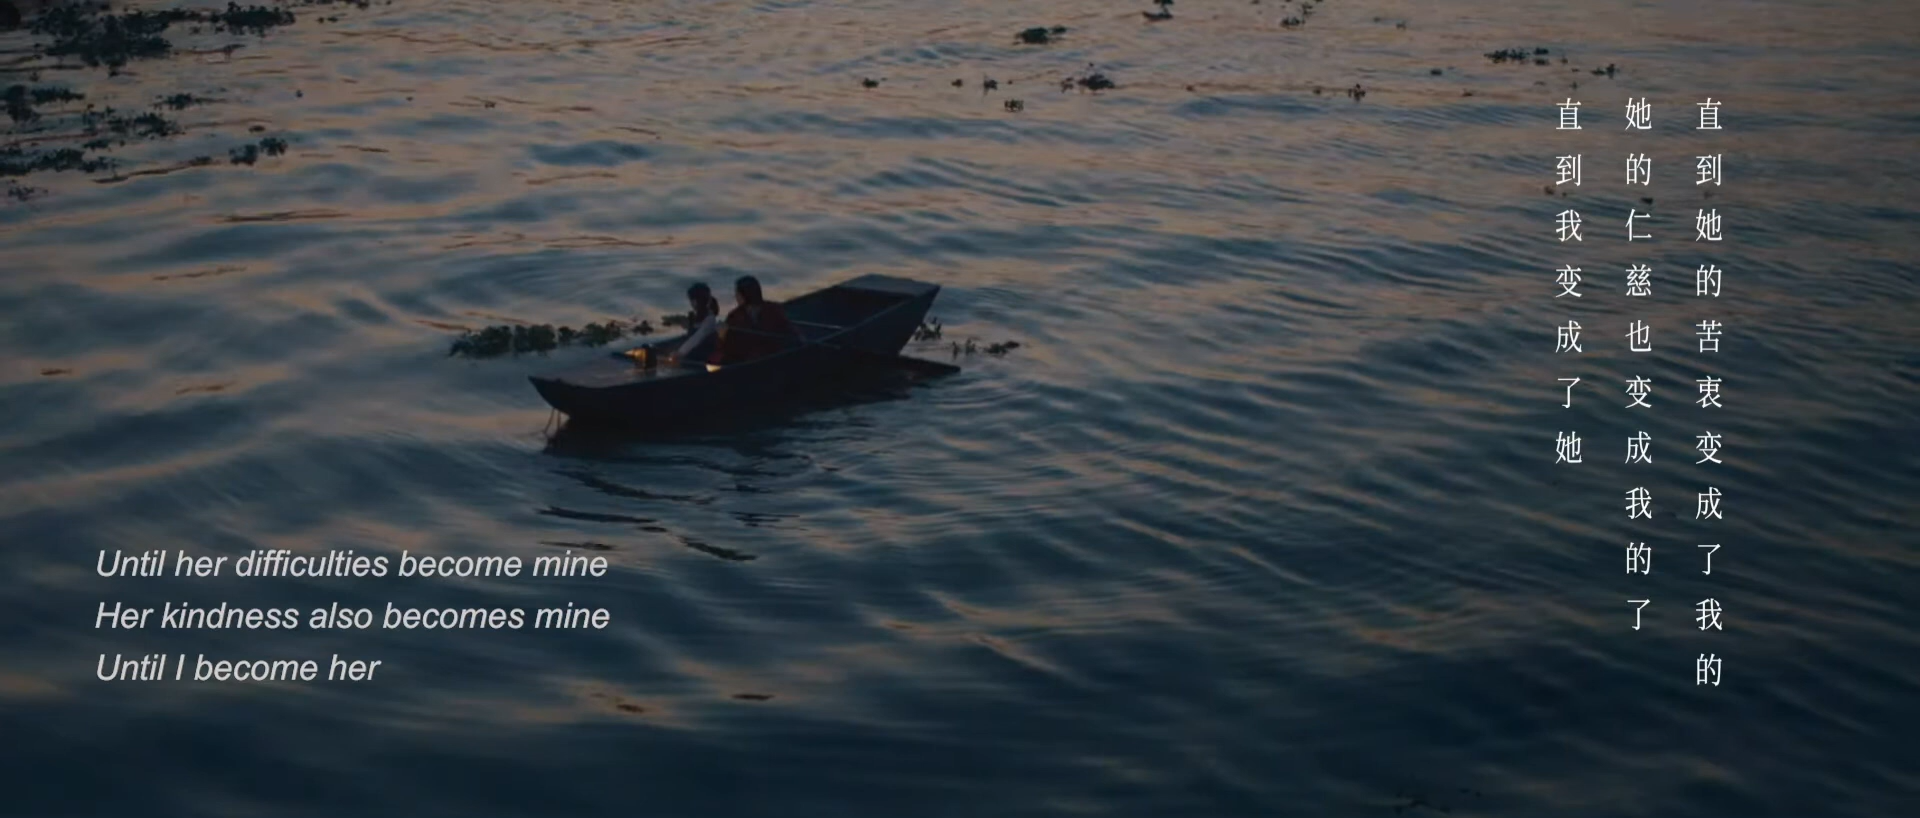 直到她的苦衷变成了我的
她的仁慈也变成我的了
直到我变成了她
Until her difficulties become mine
Her kindness also becomes mine
Until I become her